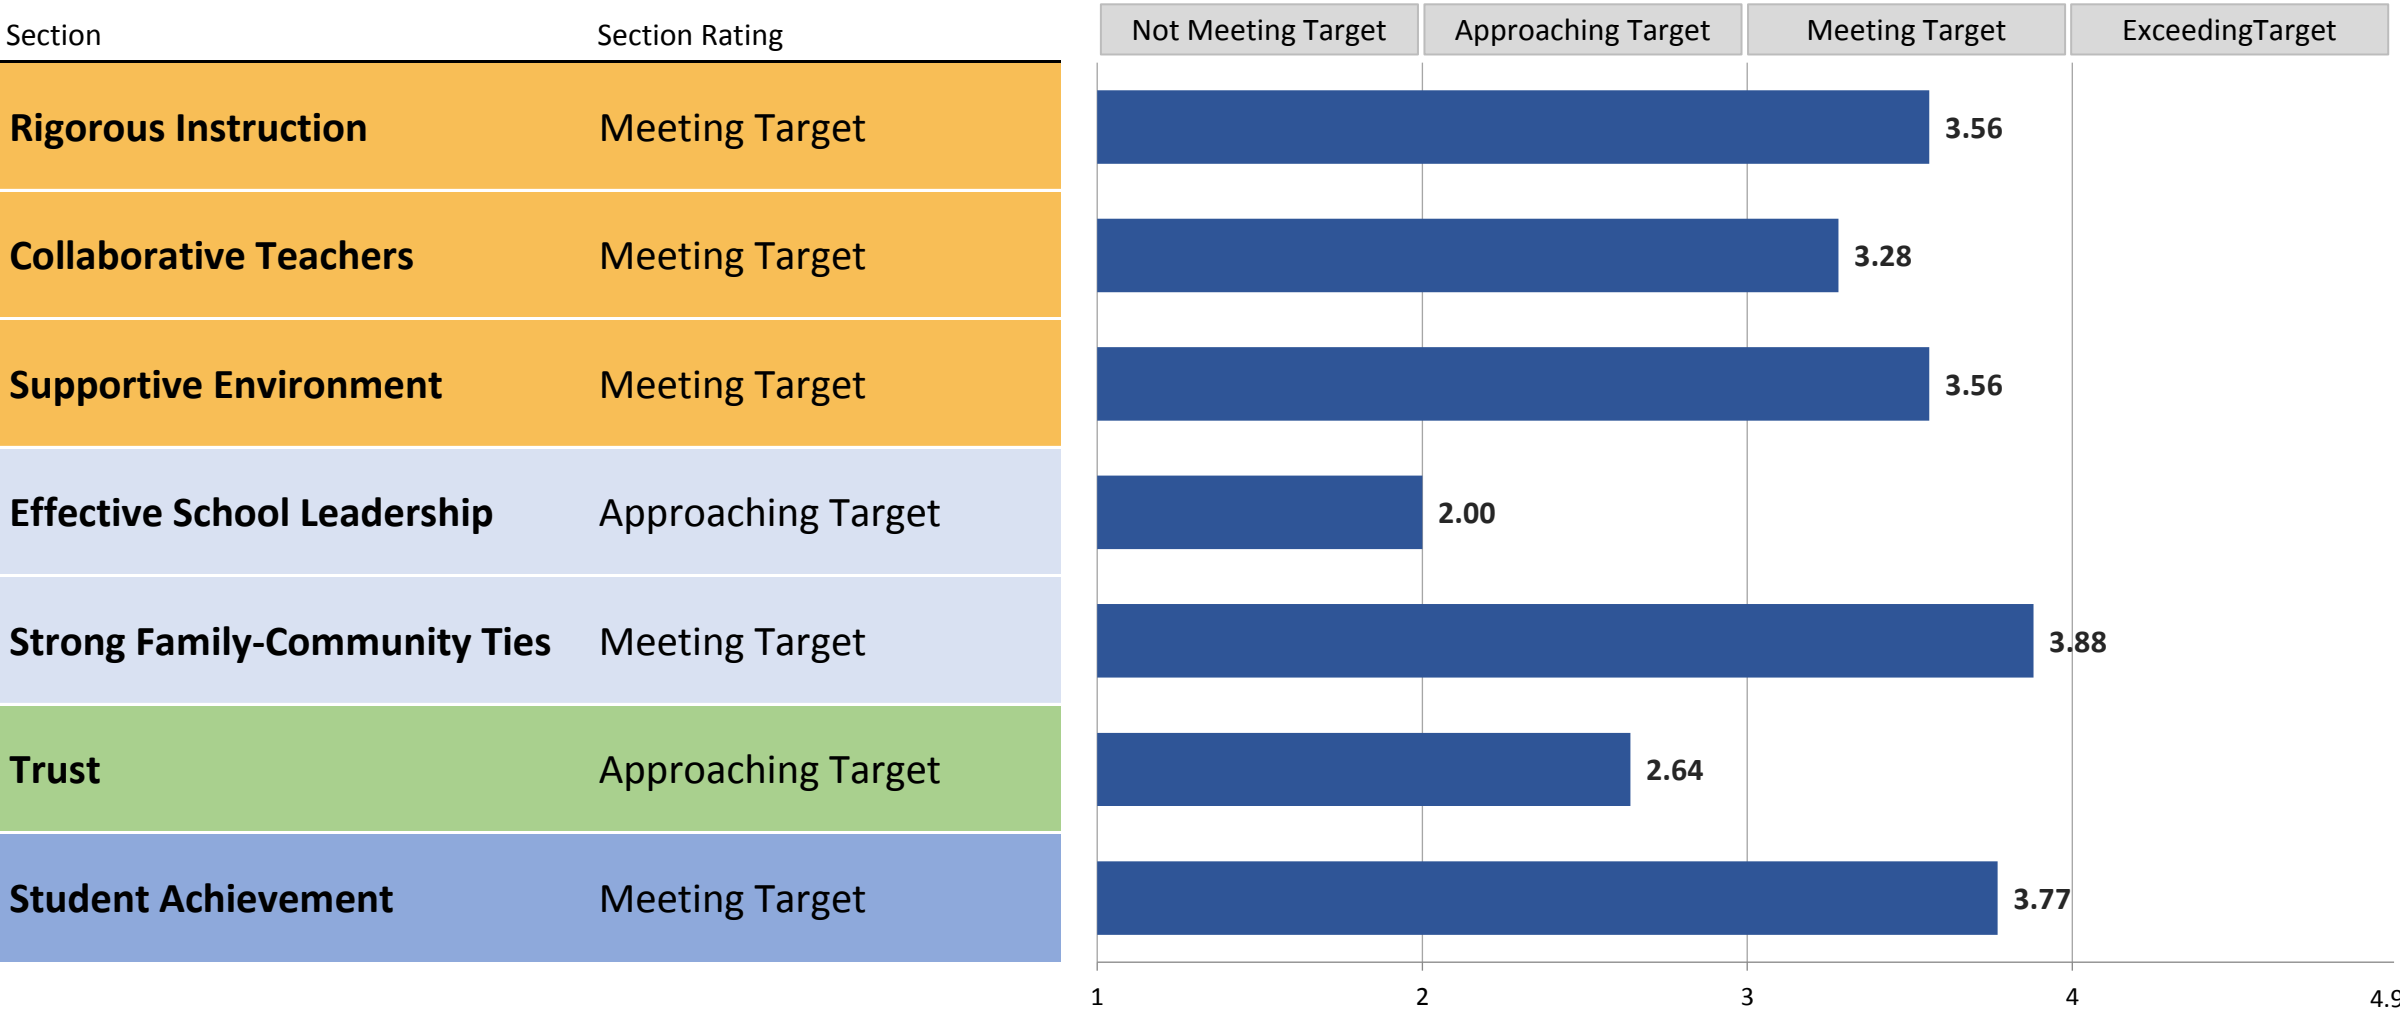 Section Section Rating Not Meeting Target Approaching Target Meeting Target ExceedingTarget
Rigorous Instruction Meeting Target 3.56
Collaborative Teachers Meeting Target 3.28
Supportive Environment Meeting Target 3.56
Effective School Leadership Approaching Target 2.00
Strong Family-Community Ties Meeting Target 3.88
Trust Approaching Target 2.64
Student Achievement Meeting Target 3.77
1 2 3 4 4.9